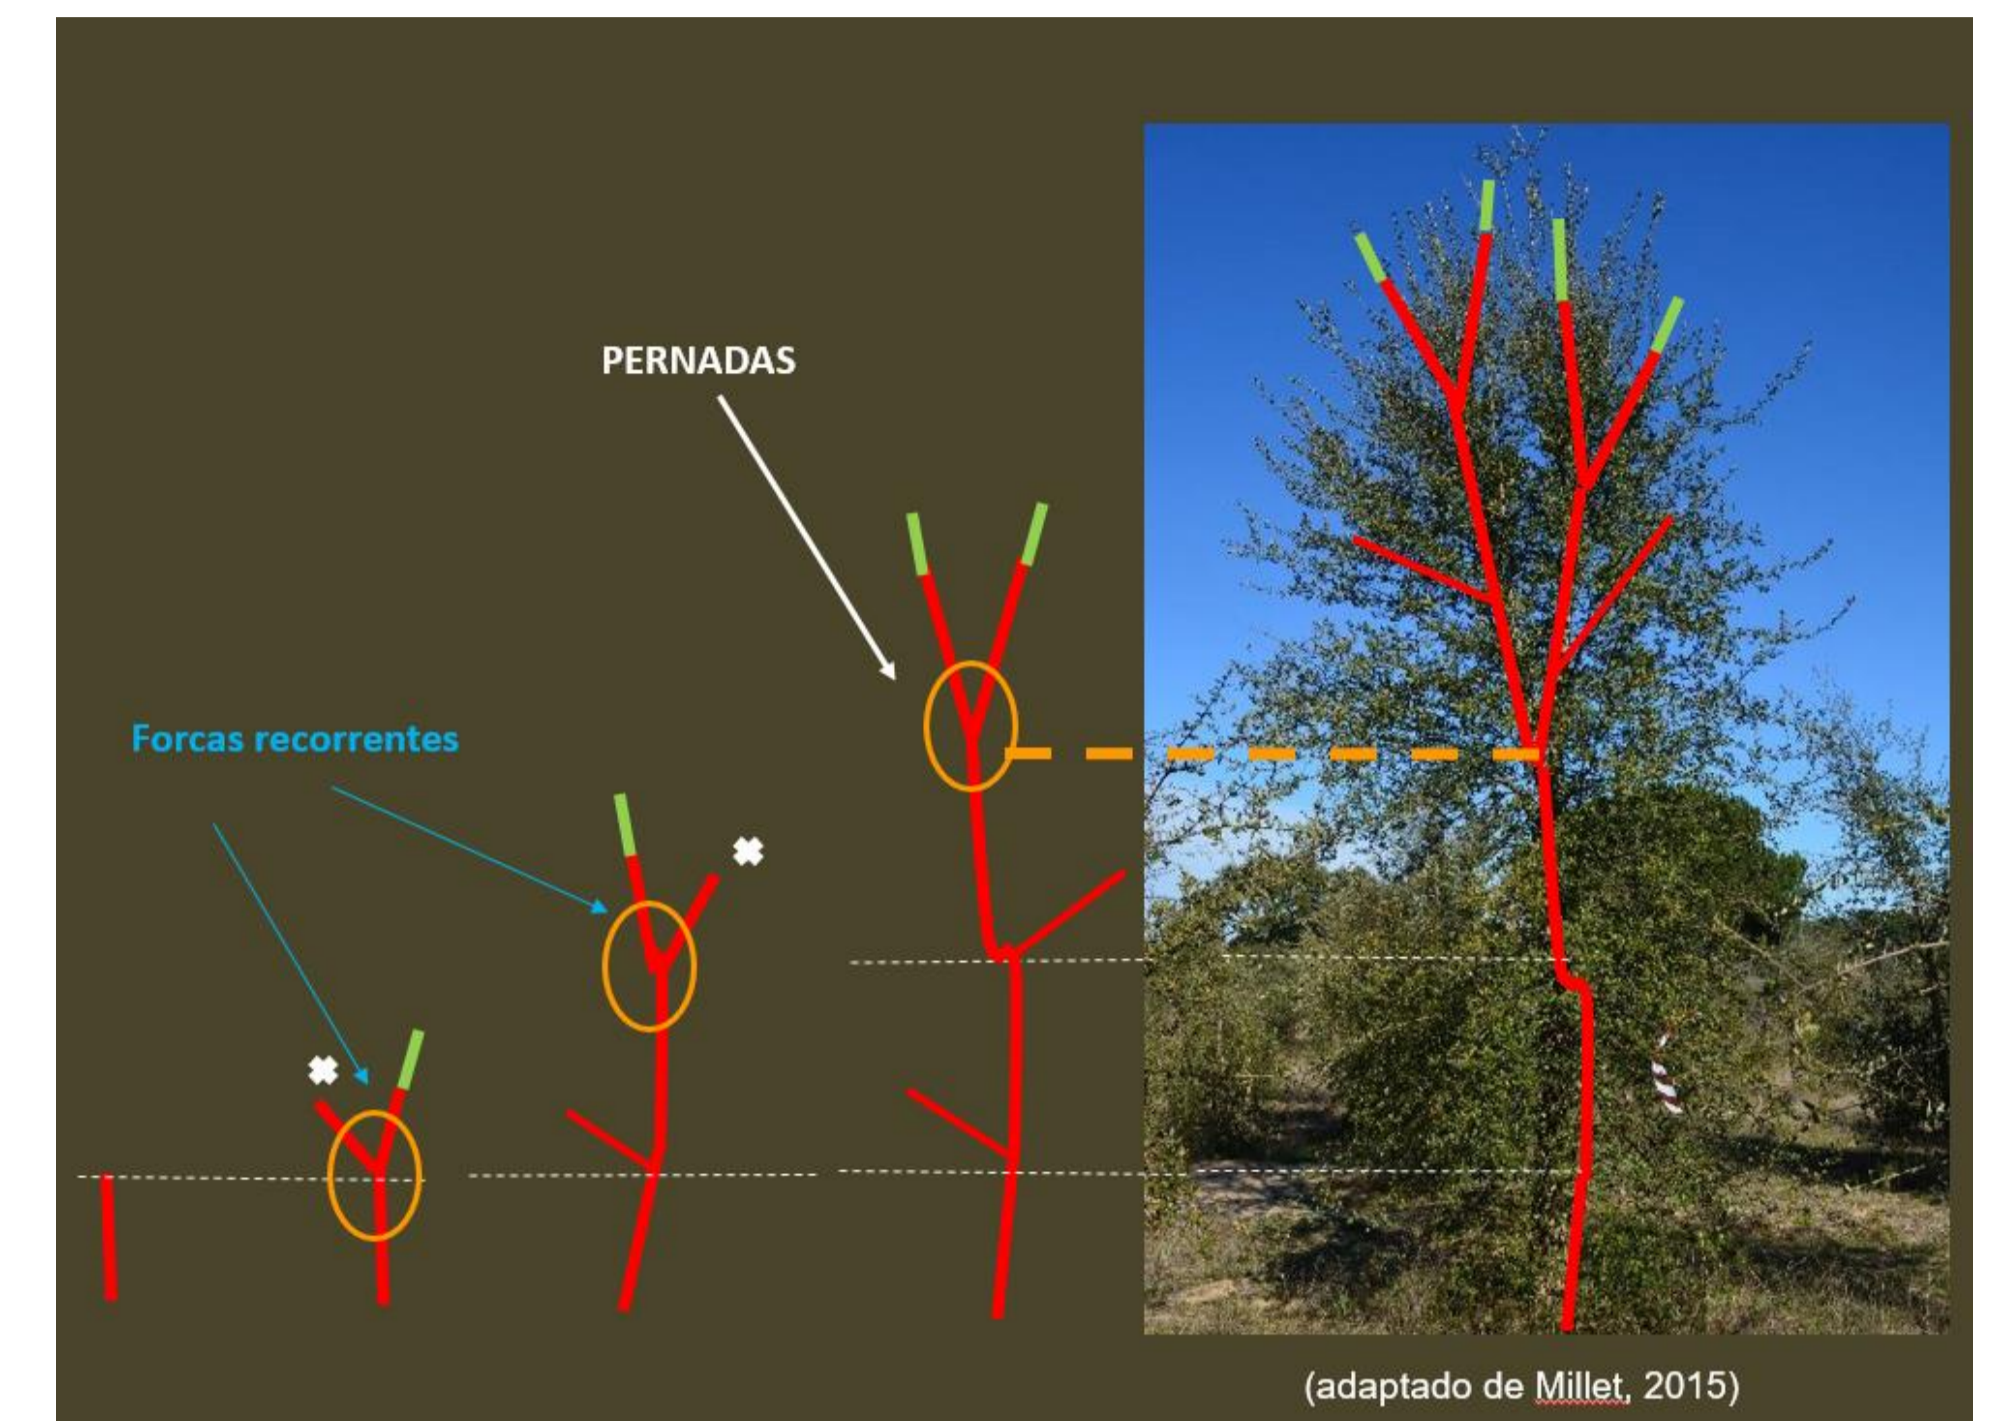 PERNADAS
Forcas recorrentes
(adaptado de Millet, 2015)